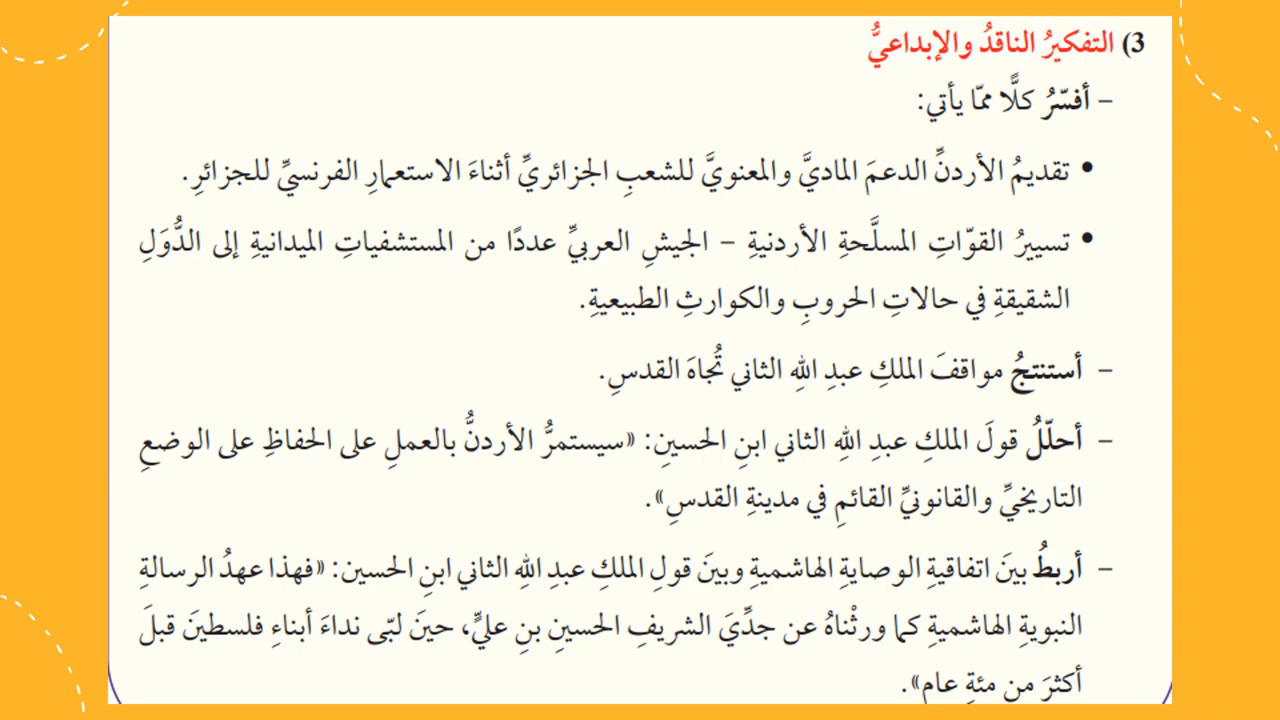 3) التفكيرُ الناقدُ والإبداعيُّ
– أفسّرُ كلًّا ممّا يأتي:
• تقديمُ الأردنِّ الدعمَ الماديَّ والمعنويَّ للشعبِ الجزائريِّ أثناءَ الاستعمارِ الفرنسيِّ للجزائرِ.
• تسييرُ القوّاتِ المسلَّحةِ الأردنيةِ – الجيشِ العربيِّ عددًا من المستشفياتِ الميدانيةِ إلى الدُّوَلِ
الشقيقةِ في حالاتِ الحروبِ والكوارثِ الطبيعيةِ.
– أستنتجُ مواقفَ الملكِ عبدِ اللهِ الثاني تُجاهَ القدسِ.
– أحلّلُ قولَ الملكِ عبدِ اللهِ الثاني ابنِ الحسينِ: «سيستمرُّ الأردنُّ بالعملِ على الحفاظِ على الوضعِ
التاريخيِّ والقانونيِّ القائمِ في مدينةِ القدسِ».
– أربطُ بينَ اتفاقيةِ الوصايةِ الهاشميةِ وبينَ قولِ الملكِ عبدِ اللهِ الثاني ابنِ الحسين: «فهذا عهدُ الرسالةِ
النبويةِ الهاشميةِ كما ورثْناهُ عن جدِّيَ الشريفِ الحسينِ بنِ عليٍّ، حينَ لبّى نداءَ أبناءِ فلسطينَ قبلَ
أكثرَ من مئةِ عامٍ».